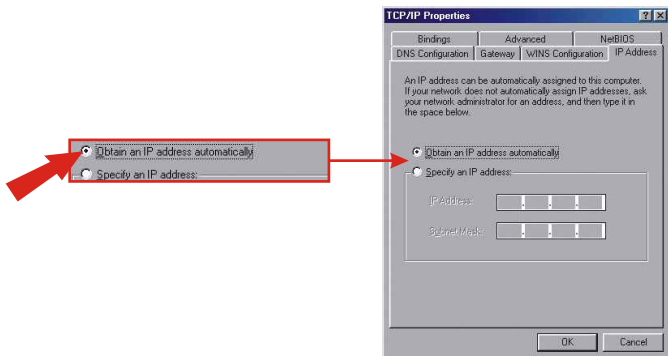 TCP/IP Properties
Bindings Advanced NetBIOS
DNS Configuration Gateway WINS Configuration IP Address
An IP address can be automatically assigned to this computer.
If your network does not automatically assign IP addresses, ask
your network administrator for an address, and then type it in
the space below.
Obtain an IP address automatically
Specify an IP address:
IP Address:
Subnet Mask:
OK Cancel
Obtain an IP address automatically
Specify an IP address: